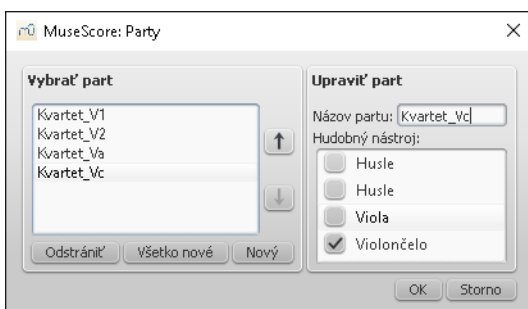 MuseScore: Party
Vybrať part
Kvartet_V1
Kvartet_V2
Kvartet_Va
Kvartet_Vc
Odstrániť
Všetko nové
Nový
Upraviť part
Názov partu: Kvartet_Vc
Hudobný nástroj:
Husle
Husle
Viola
Violončelo
OK
Storno